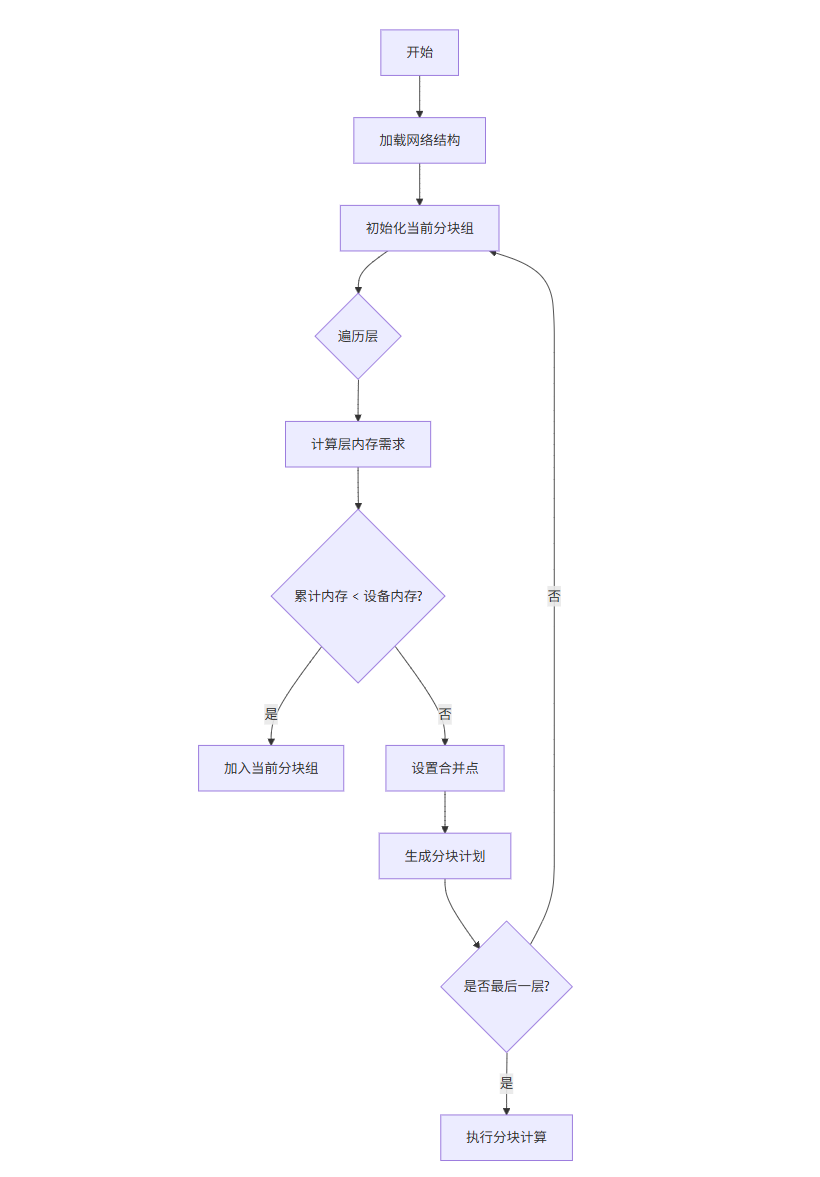 开始
加载网络结构
初始化当前分块组
遍历层
计算层内存需求
累计内存 < 设备内存?
否
是
否
加入当前分块组
设置合并点
生成分块计划
是否最后一层?
是
执行分块计算